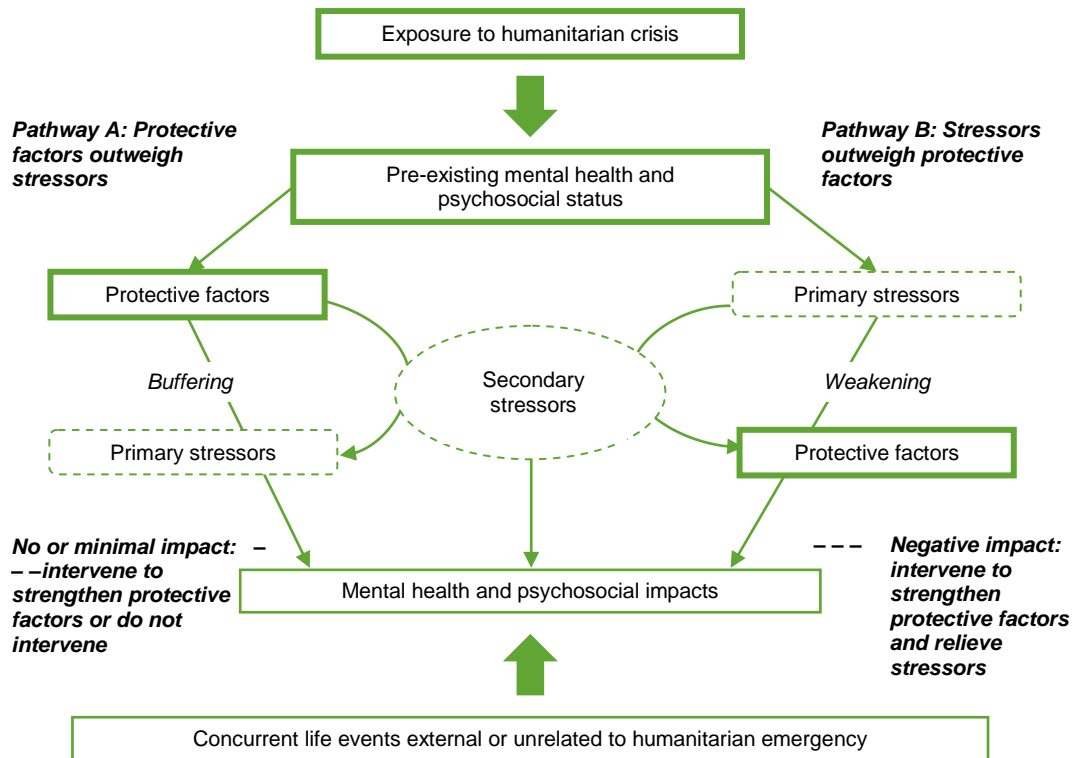 Exposure to humanitarian crisis
Pathway A: Protective
factors outweigh
stressors
Pathway B: Stressors
outweigh protective
factors
Pre-existing mental health and
psychosocial status
Protective factors
Primary stressors
Buffering
Secondary
stressors
Weakening
Primary stressors
Protective factors
No or minimal impact: –
– –intervene to
strengthen protective
factors or do not
intervene
– – – Negative impact:
intervene to
strengthen
protective factors
and relieve
stressors
Mental health and psychosocial impacts
Concurrent life events external or unrelated to humanitarian emergency